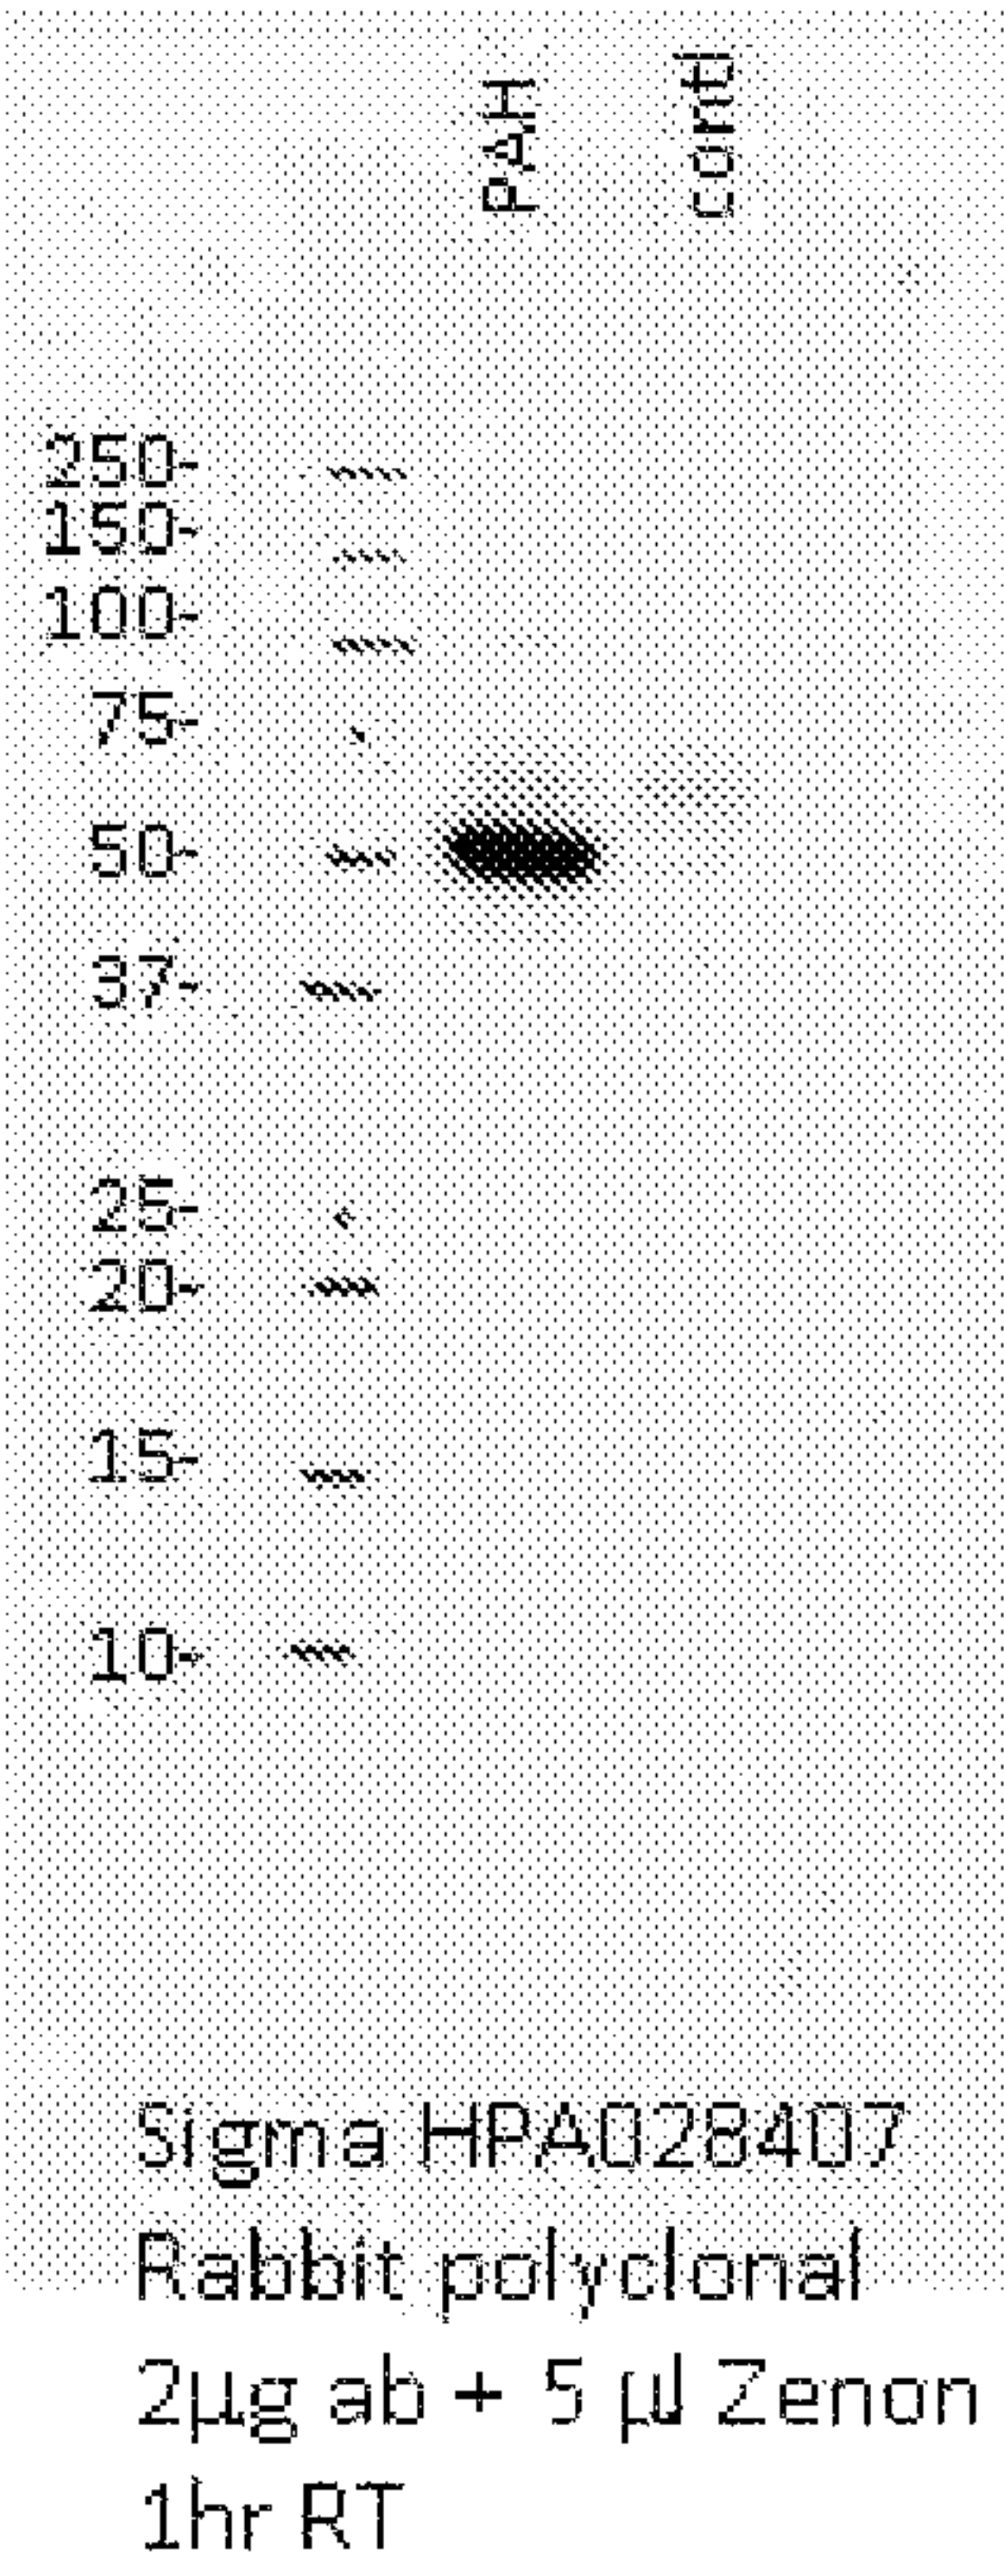 PAH
contl
250-
150-
100-
75-
50-
37-
25-
20-
15-
10-
Sigma HPA028407
Rabbit polyclonal
2µg ab + 5 µl Zenon
1hr RT